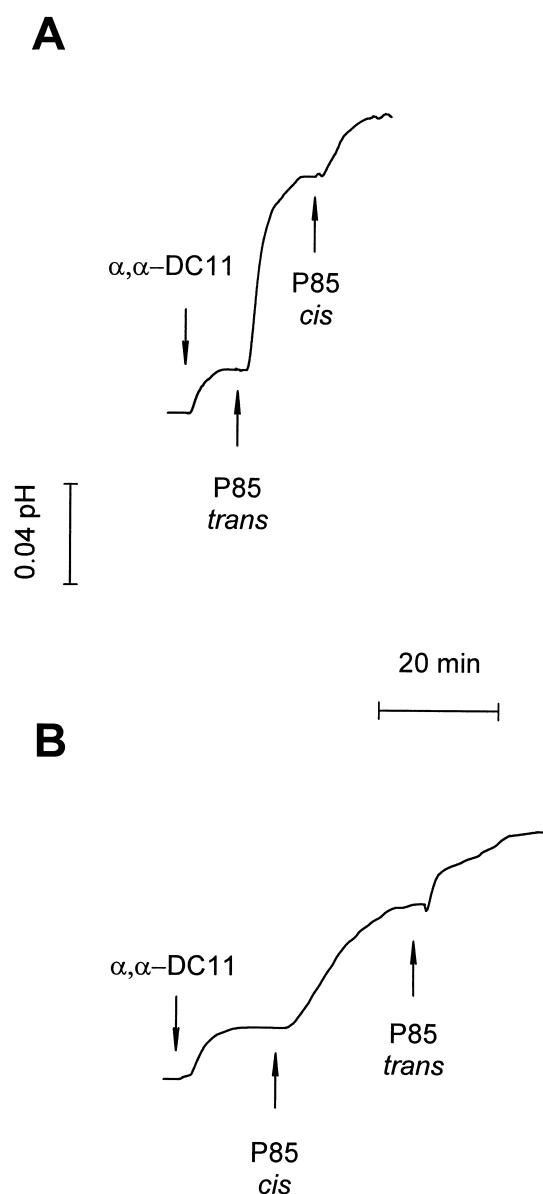 A
α,α–DC11
P85
cis
P85
trans
0.04 pH
20 min
B
α,α–DC11
P85
trans
P85
cis